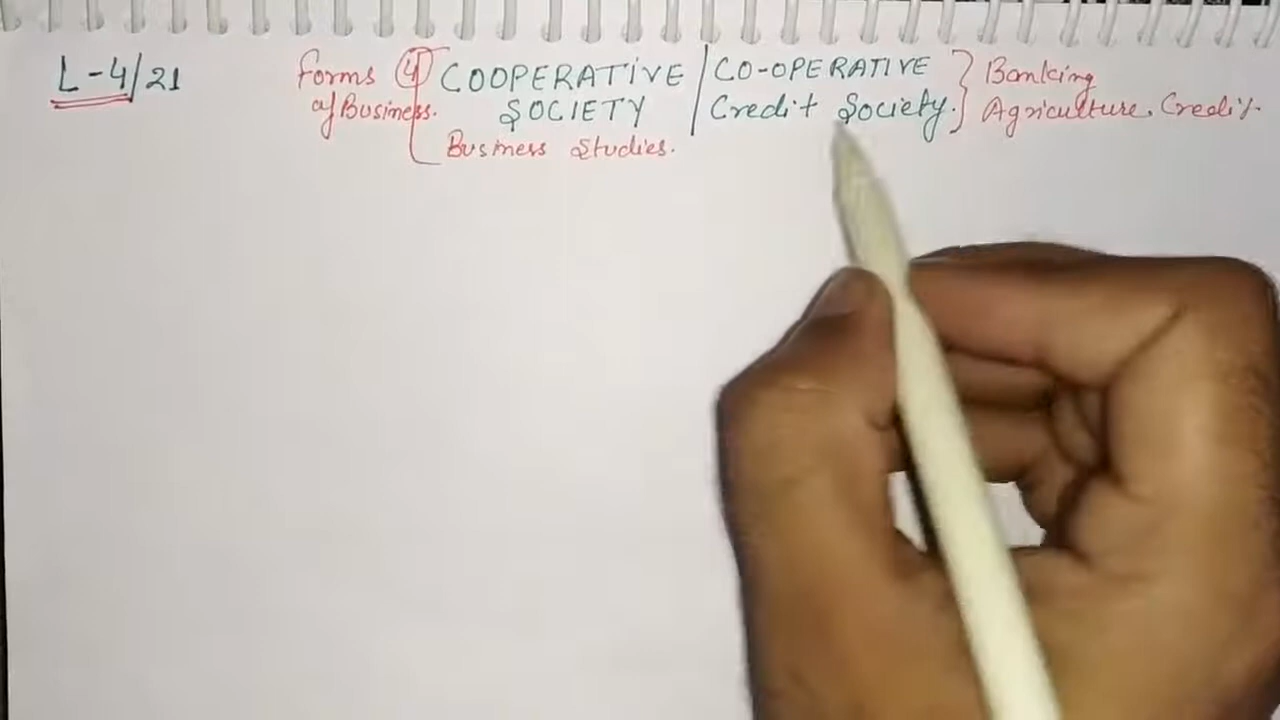 L-4/21
Forms of Business.
④ COOPERATIVE SOCIETY
Business Studies.
CO-OPERATIVE
Credit Society.
Banking
Agriculture. Credit.